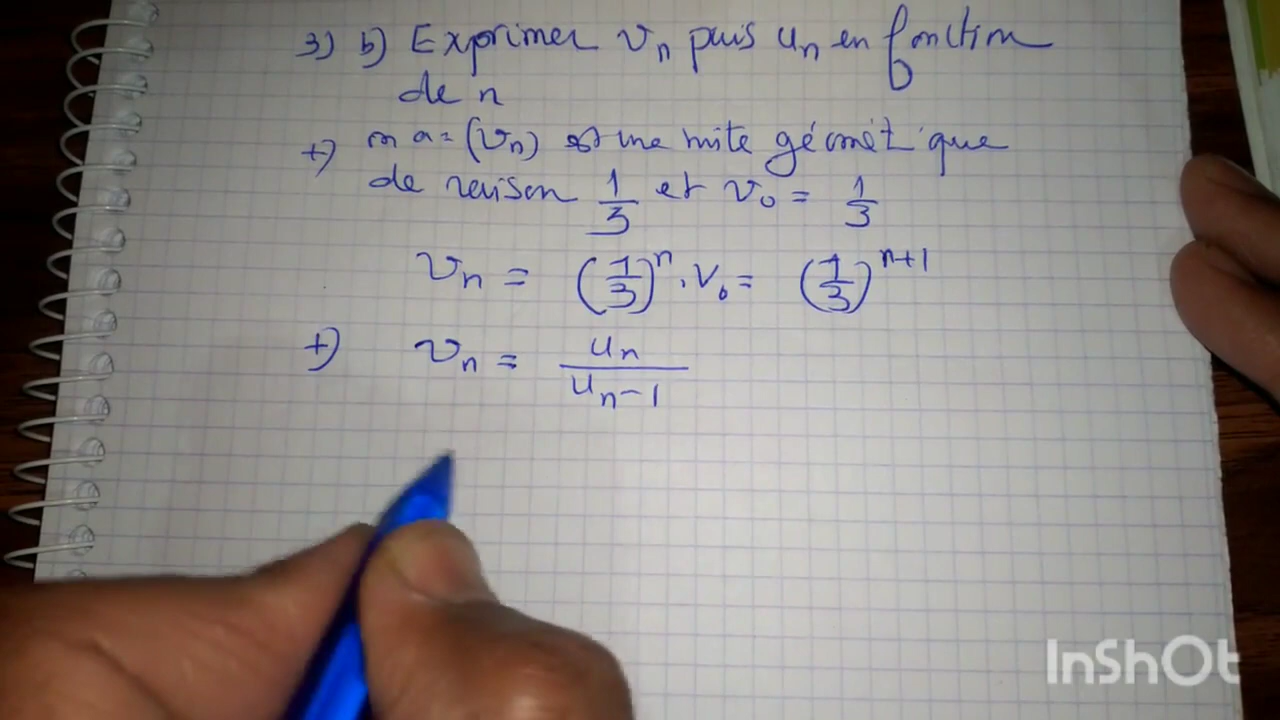 3) b) Exprimer vn puis un en fonction
de n
+) on a = (vn) est une suite géométrique
de raison 1/3 et v0 = 1/3
vn = (1/3)^n . V0 = (1/3)^n+1
+) vn = un / un-1
InShOt